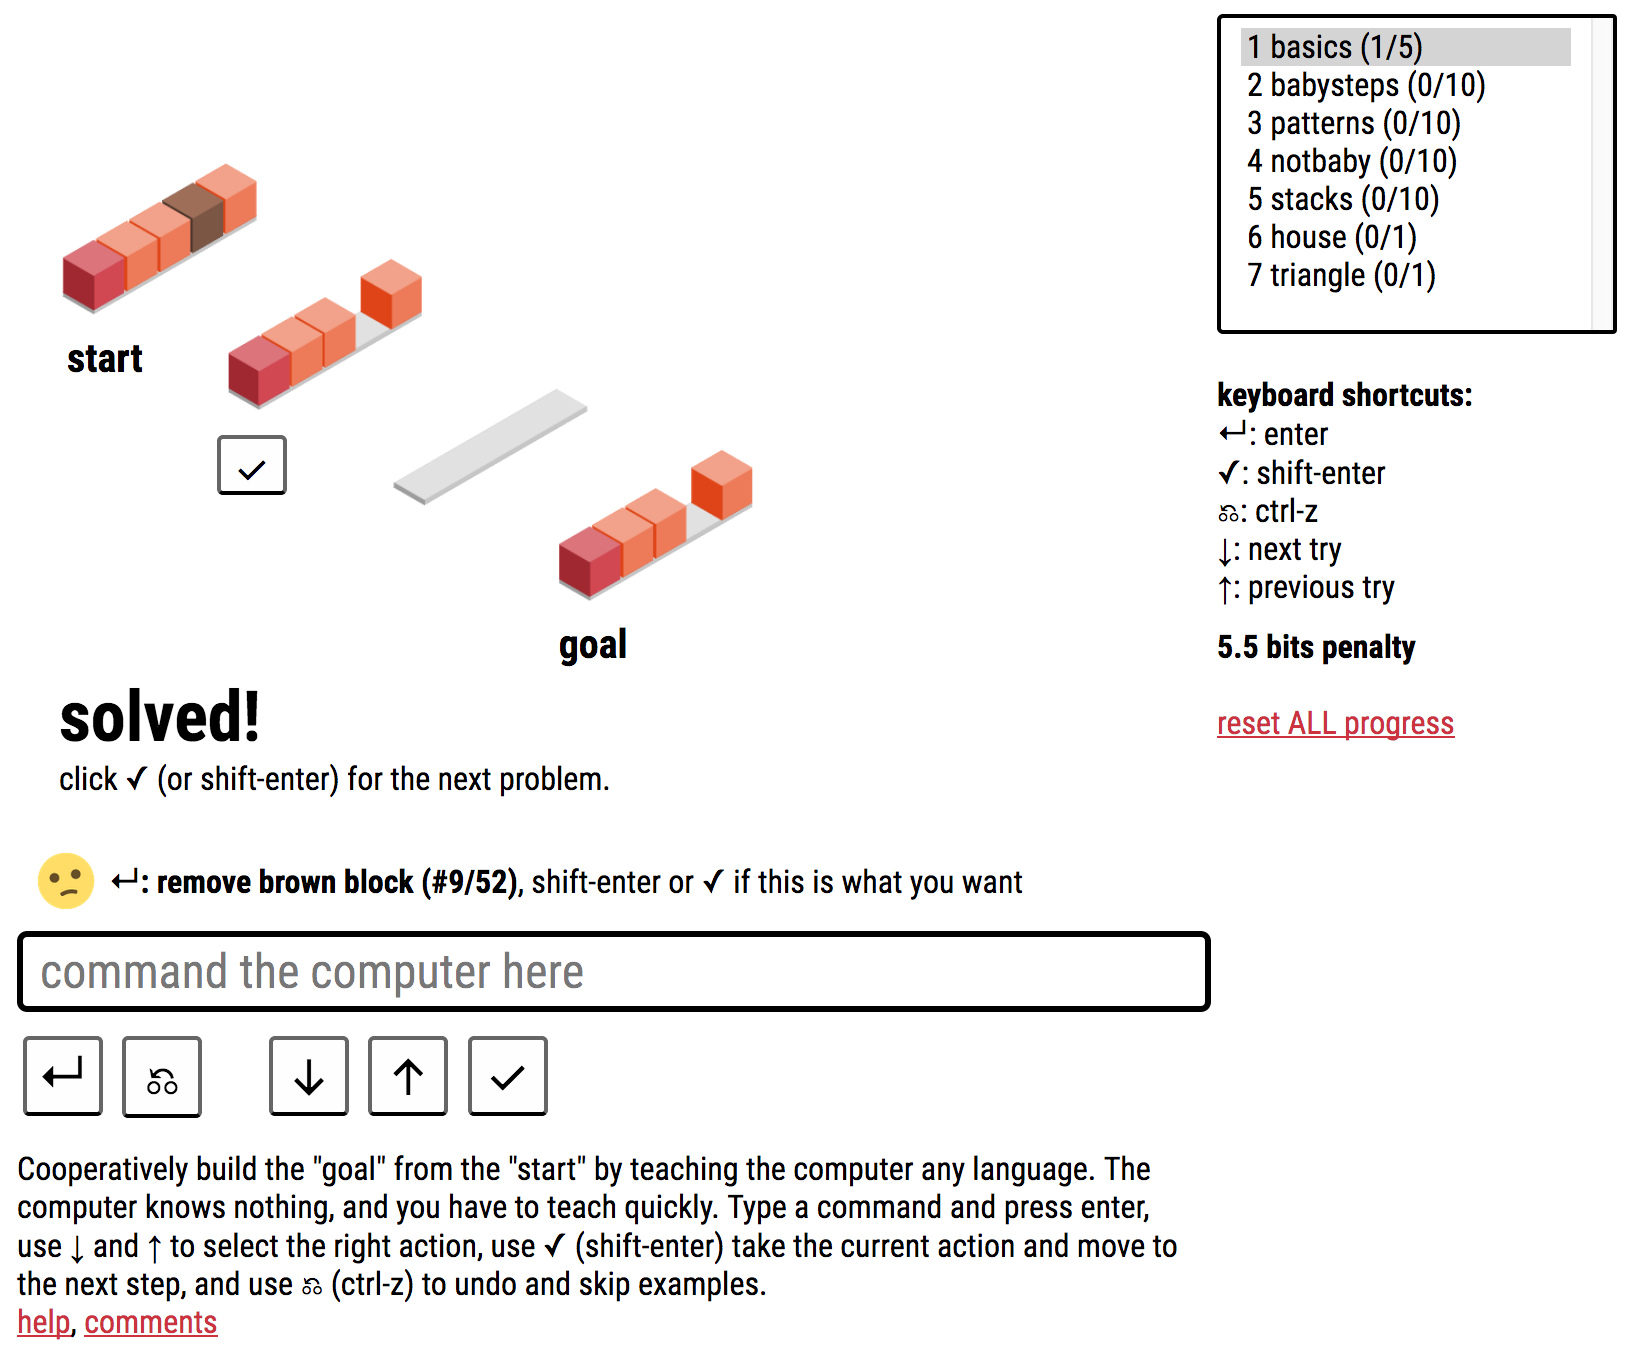 start
goal
solved!
click ✓ (or shift-enter) for the next problem.
↵: remove brown block (#9/52), shift-enter or ✓ if this is what you want
command the computer here
Cooperatively build the "goal" from the "start" by teaching the computer any language. The
computer knows nothing, and you have to teach quickly. Type a command and press enter,
use ↓ and ↑ to select the right action, use ✓ (shift-enter) take the current action and move to
the next step, and use ఊ (ctrl-z) to undo and skip examples.
help, comments
1 basics (1/5)
2 babysteps (0/10)
3 patterns (0/10)
4 notbaby (0/10)
5 stacks (0/10)
6 house (0/1)
7 triangle (0/1)
keyboard shortcuts:
↵: enter
✓: shift-enter
ఊ: ctrl-z
↓: next try
↑: previous try
5.5 bits penalty
reset ALL progress